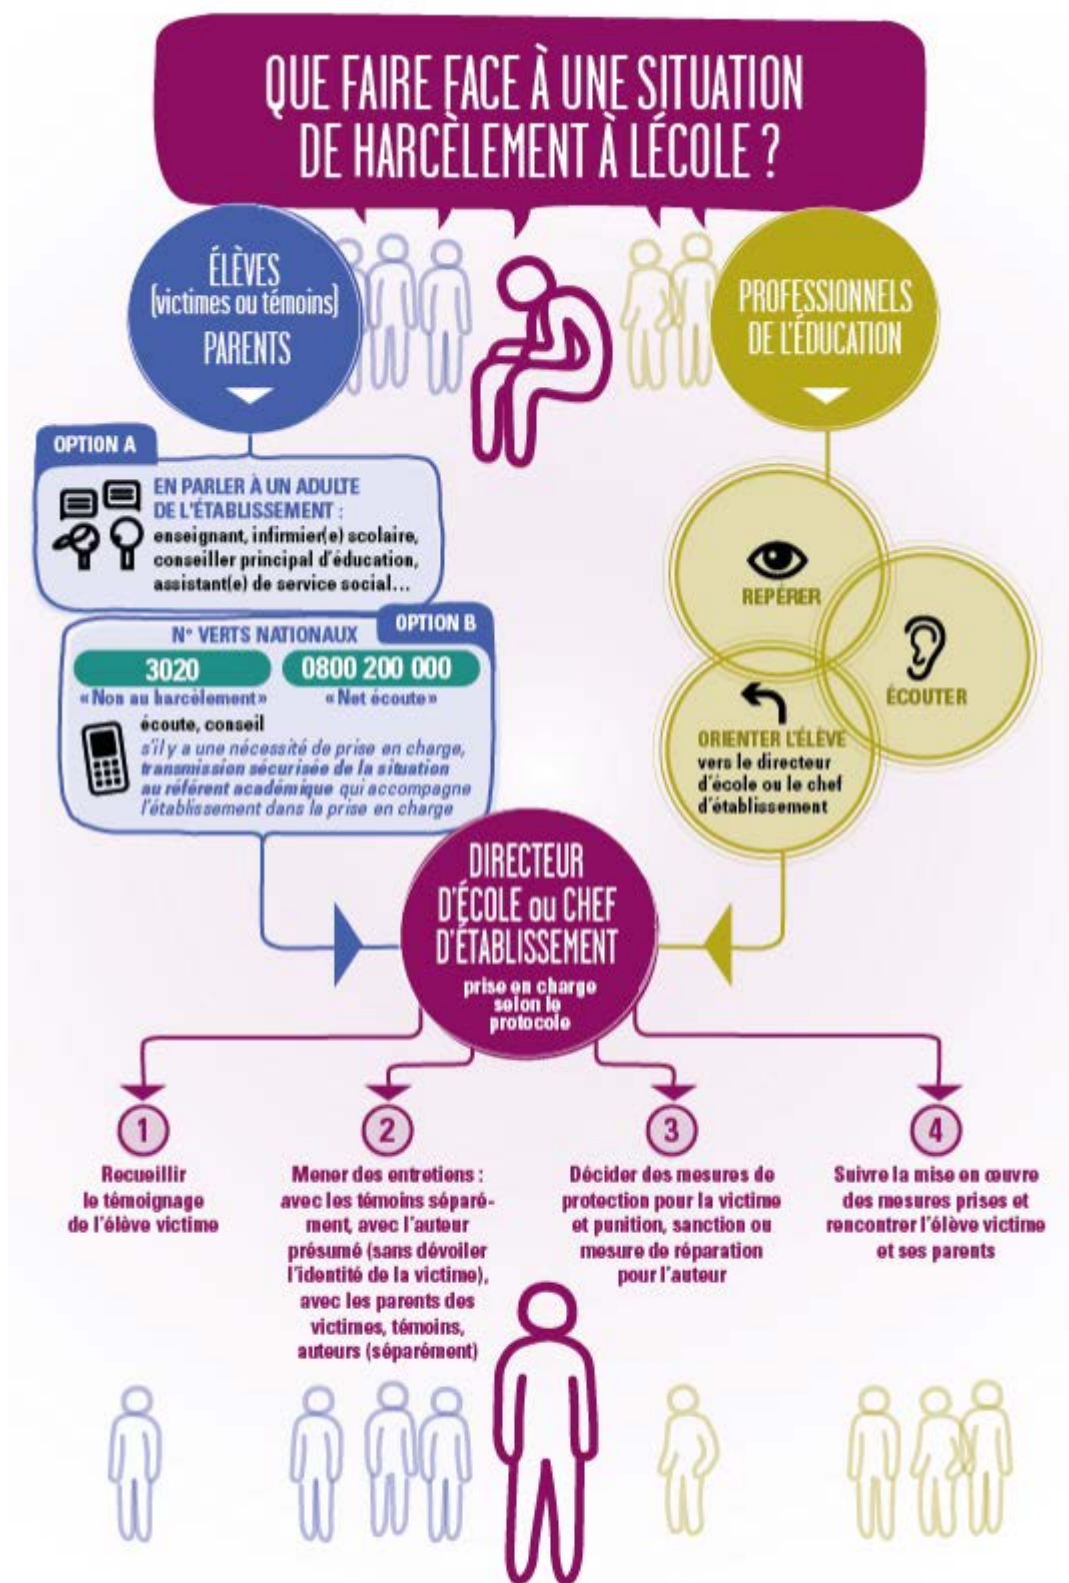 QUE FAIRE FACE À UNE SITUATION
DE HARCÈLEMENT À LÉCOLE ?
ÉLÈVES
(victimes ou témoins)
PARENTS
PROFESSIONNELS
DE L'ÉDUCATION
OPTION A
EN PARLER À UN ADULTE
DE L'ÉTABLISSEMENT :
enseignant, infirmier(e) scolaire,
conseiller principal d'éducation,
assistant(e) de service social...
OPTION B
N° VERTS NATIONAUX
3020
«Non au harcèlement»
0800 200 000
«Net écoute»
écoute, conseil
s'il y a une nécessité de prise en charge,
transmission sécurisée de la situation
au référent académique qui accompagne
l'établissement dans la prise en charge
REPÉRER
ÉCOUTER
ORIENTER L'ÉLÈVE
vers le directeur
d'école ou le chef
d'établissement
DIRECTEUR
D'ÉCOLE ou CHEF
D'ÉTABLISSEMENT
prise en charge
selon le
protocole
1
Recueillir
le témoignage
de l'élève victime
2
Mener des entretiens :
avec les témoins séparé-
ment, avec l'auteur
présumé (sans dévoiler
l'identité de la victime),
avec les parents des
victimes, témoins,
auteurs (séparément)
3
Décider des mesures de
protection pour la victime
et punition, sanction ou
mesure de réparation
pour l'auteur
4
Suivre la mise en œuvre
des mesures prises et
rencontrer l'élève victime
et ses parents